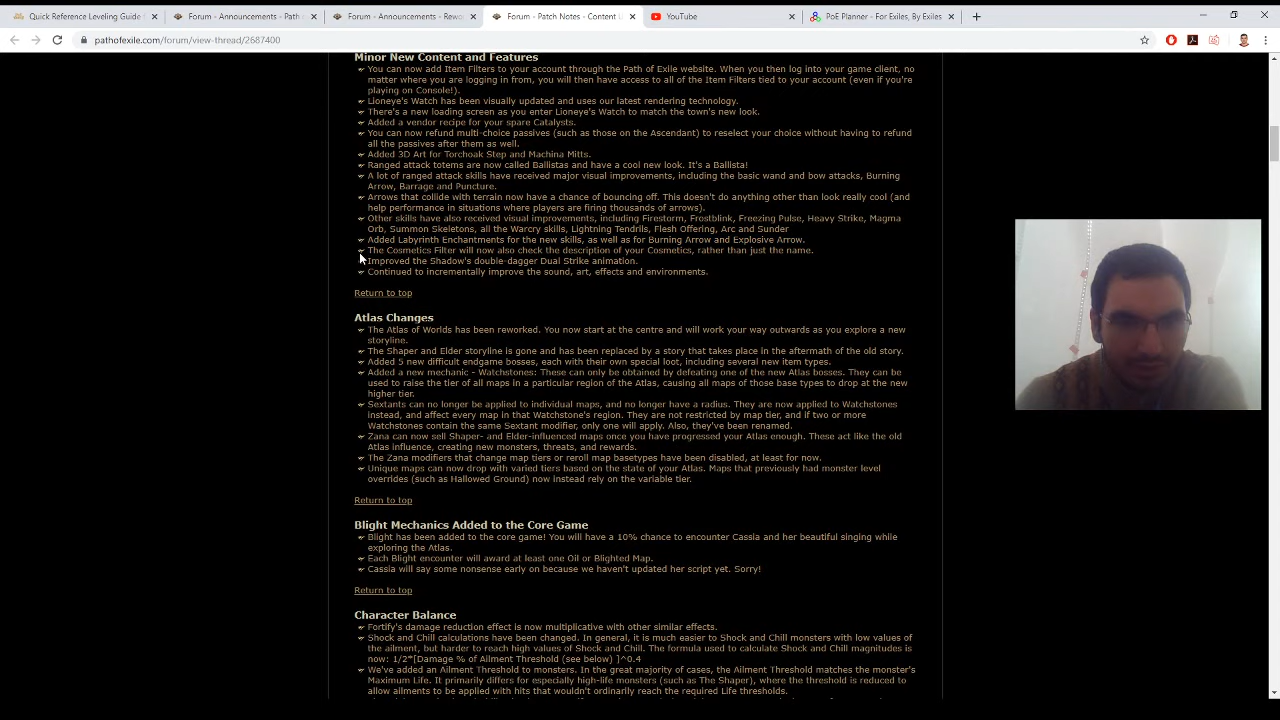 Quick Reference Leveling Guide
Forum - Announcements - Path
Forum - Announcements - Rewo
Forum - Patch Notes - Content U
YouTube
PoE Planner - For Exiles, By Exiles
pathofexile.com/forum/view-thread/2687400
Minor New Content and Features
You can now add Item Filters to your account through the Path of Exile website. When you then log into your game client, no
matter where you are logging in from, you will then have access to all of the Item Filters tied to your account (even if you're
playing on Console!).
Lioneye's Watch has been visually updated and uses our latest rendering technology.
There's a new loading screen as you enter Lioneye's Watch to match the town's new look.
Added a vendor recipe for your spare Catalysts.
You can now refund multi-choice passives (such as those on the Ascendant) to reselect your choice without having to refund
all the passives after them as well.
Added 3D Art for Torchoak Step and Machina Mitts.
Ranged attack totems are now called Ballistas and have a cool new look. It's a Ballista!
A lot of ranged attack skills have received major visual improvements, including the basic wand and bow attacks, Burning
Arrow, Barrage and Puncture.
Arrows that collide with terrain now have a chance of bouncing off. This doesn't do anything other than look really cool (and
help performance in situations where players are firing thousands of arrows).
Other skills have also received visual improvements, including Firestorm, Frostblink, Freezing Pulse, Heavy Strike, Magma
Orb, Summon Skeletons, all the Warcry skills, Lightning Tendrils, Flesh Offering, Arc and Sunder
Added Labyrinth Enchantments for the new skills, as well as for Burning Arrow and Explosive Arrow.
The Cosmetics Filter will now also check the description of your Cosmetics, rather than just the name.
Improved the Shadow's double-dagger Dual Strike animation.
Continued to incrementally improve the sound, art, effects and environments.
Return to top
Atlas Changes
The Atlas of Worlds has been reworked. You now start at the centre and will work your way outwards as you explore a new
storyline.
The Shaper and Elder storyline is gone and has been replaced by a story that takes place in the aftermath of the old story.
Added 5 new difficult endgame bosses, each with their own special loot, including several new item types.
Added a new mechanic - Watchstones: These can only be obtained by defeating one of the new Atlas bosses. They can be
used to raise the tier of all maps in a particular region of the Atlas, causing all maps of those base types to drop at the new
higher tier.
Sextants can no longer be applied to individual maps, and no longer have a radius. They are now applied to Watchstones
instead, and affect every map in that Watchstone's region. They are not restricted by map tier, and if two or more
Watchstones contain the same Sextant modifier, only one will apply. Also, they've been renamed.
Zana can now sell Shaper- and Elder-influenced maps once you have progressed your Atlas enough. These act like the old
Atlas influence, creating new monsters, threats, and rewards.
The Zana modifiers that change map tiers or reroll map basetypes have been disabled, at least for now.
Unique maps can now drop with varied tiers based on the state of your Atlas. Maps that previously had monster level
overrides (such as Hallowed Ground) now instead rely on the variable tier.
Return to top
Blight Mechanics Added to the Core Game
Blight has been added to the core game! You will have a 10% chance to encounter Cassia and her beautiful singing while
exploring the Atlas.
Each Blight encounter will award at least one Oil or Blighted Map.
Cassia will say some nonsense early on because we haven't updated her script yet. Sorry!
Return to top
Character Balance
Fortify's damage reduction effect is now multiplicative with other similar effects.
Shock and Chill calculations have been changed. In general, it is much easier to Shock and Chill monsters with low values of
the ailment, but harder to reach high values of Shock and Chill. The formula used to calculate Shock and Chill magnitudes is
now: 1/2*[Damage % of Ailment Threshold (see below) ]^0.4
We've added an Ailment Threshold to monsters. In the great majority of cases, the Ailment Threshold matches the monster's
Maximum Life. It primarily differs for especially high-life monsters (such as The Shaper), where the threshold is reduced to
allow ailments to be applied with hits that wouldn't ordinarily reach the required Life thresholds.